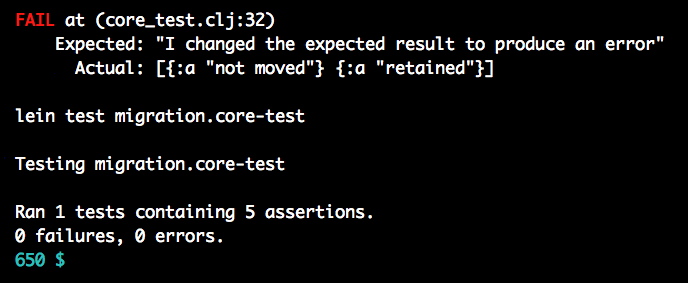 FAIL at (core_test.clj:32)
Expected: "I changed the expected result to produce an error"
Actual: [{:a "not moved"} {:a "retained"}]
lein test migration.core-test
Testing migration.core-test
Ran 1 tests containing 5 assertions.
0 failures, 0 errors.
650 $